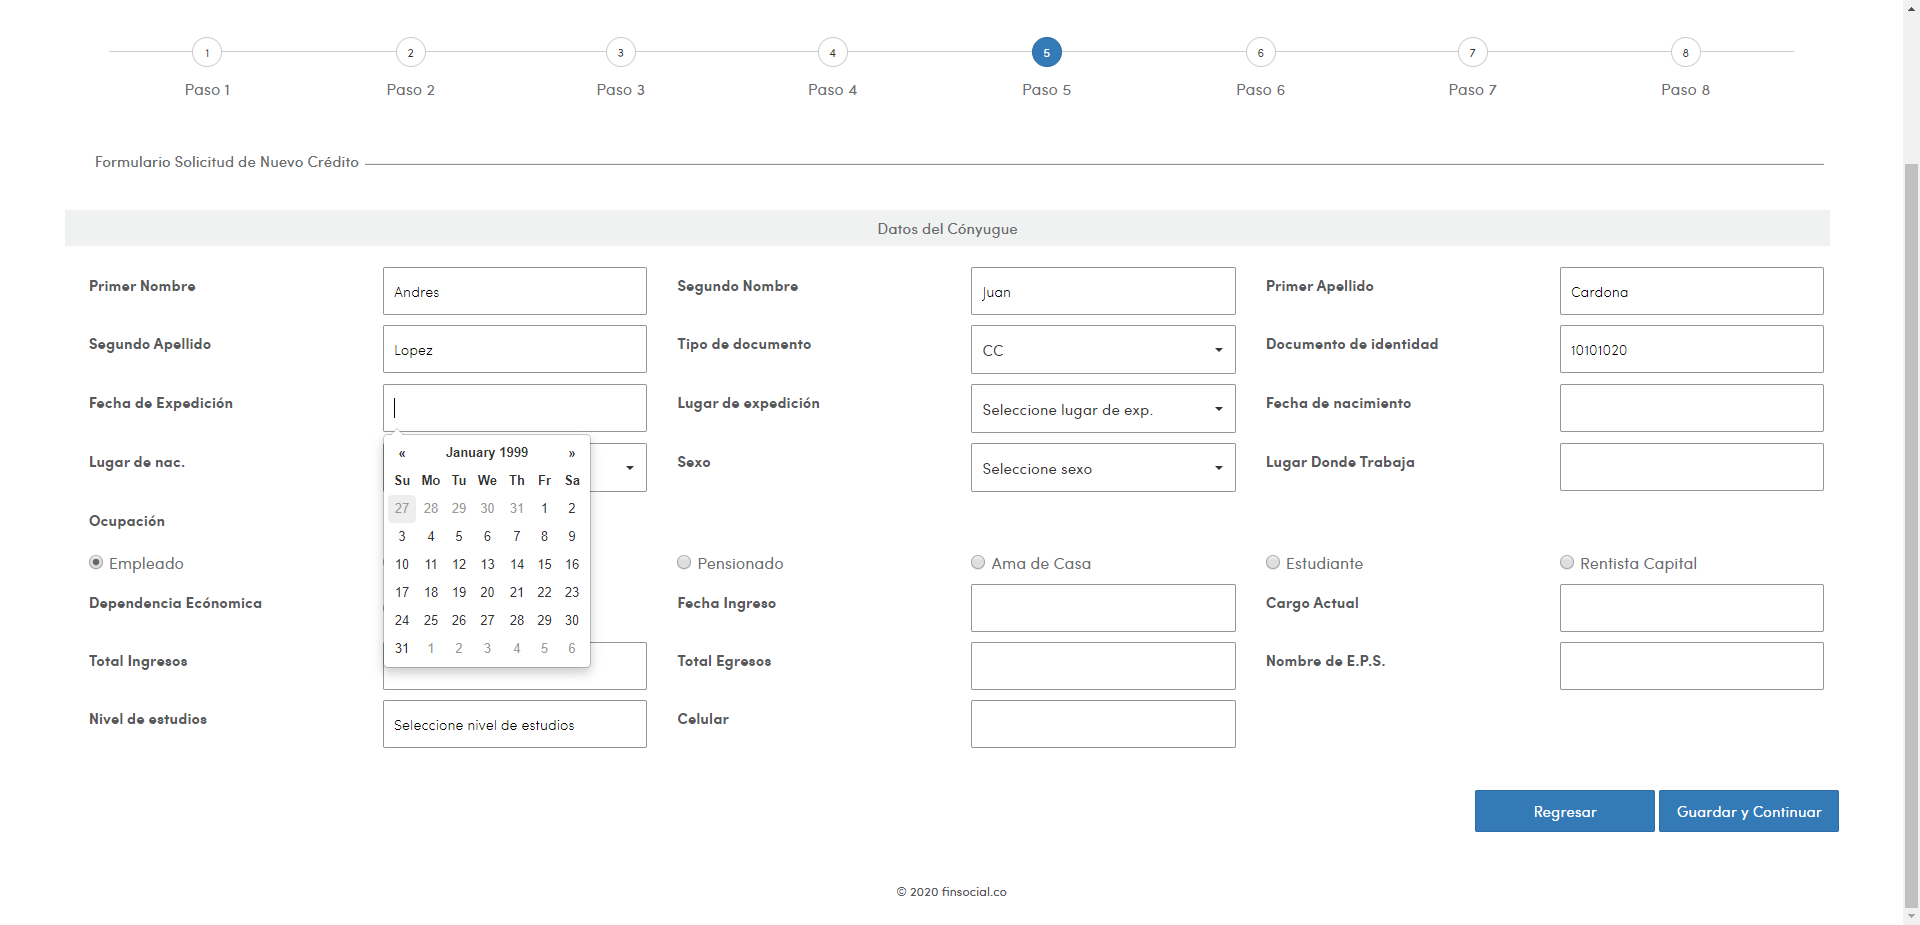 1 2 3 4 5 6 7 8
Paso 1 Paso 2 Paso 3 Paso 4 Paso 5 Paso 6 Paso 7 Paso 8
Formulario Solicitud de Nuevo Crédito
Datos del Cónyugue
Primer Nombre Andres Segundo Nombre Juan Primer Apellido Cardona
Segundo Apellido Lopez Tipo de documento CC Documento de identidad 10101020
Fecha de Expedición Lugar de expedición Seleccione lugar de exp. Fecha de nacimiento
Lugar de nac. Sexo Seleccione sexo Lugar Donde Trabaja
« January 1999 »
Su Mo Tu We Th Fr Sa
27 28 29 30 31 1 2
3 4 5 6 7 8 9
10 11 12 13 14 15 16
17 18 19 20 21 22 23
24 25 26 27 28 29 30
31 1 2 3 4 5 6
Ocupación
Empleado Pensionado Ama de Casa Estudiante Rentista Capital
Dependencia Ecónomica Fecha Ingreso Cargo Actual
Total Ingresos Total Egresos Nombre de E.P.S.
Nivel de estudios Seleccione nivel de estudios Celular
Regresar Guardar y Continuar
© 2020 finsocial.co